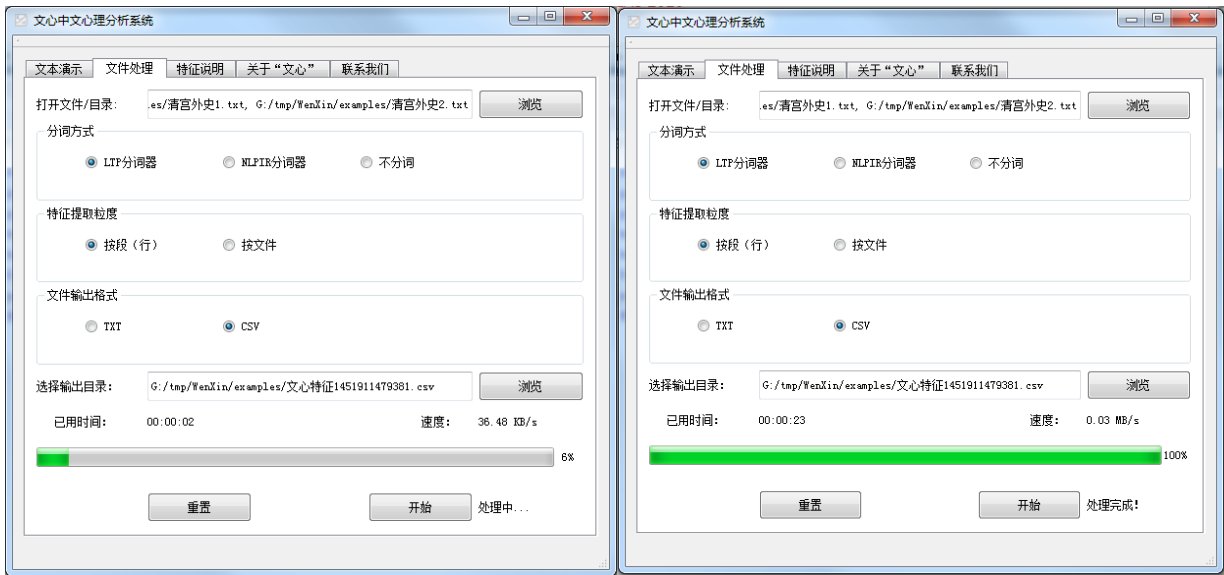 文心中文心理分析系统
文本演示 文件处理 特征说明 关于“文心” 联系我们
打开文件/目录: .es/清宫外史1.txt, G:/tmp/WenXin/examples/清宫外史2.txt 浏览
分词方式
LTP分词器 NLPIR分词器 不分词
特征提取粒度
按段（行） 按文件
文件输出格式
TXT CSV
选择输出目录: G:/tmp/WenXin/examples/文心特征1451911479381.csv 浏览
已用时间: 00:00:02 速度: 36.48 KB/s
6%
重置 开始 处理中...
文心中文心理分析系统
文本演示 文件处理 特征说明 关于“文心” 联系我们
打开文件/目录: .es/清宫外史1.txt, G:/tmp/WenXin/examples/清宫外史2.txt 浏览
分词方式
LTP分词器 NLPIR分词器 不分词
特征提取粒度
按段（行） 按文件
文件输出格式
TXT CSV
选择输出目录: G:/tmp/WenXin/examples/文心特征1451911479381.csv 浏览
已用时间: 00:00:23 速度: 0.03 MB/s
100%
重置 开始 处理完成!